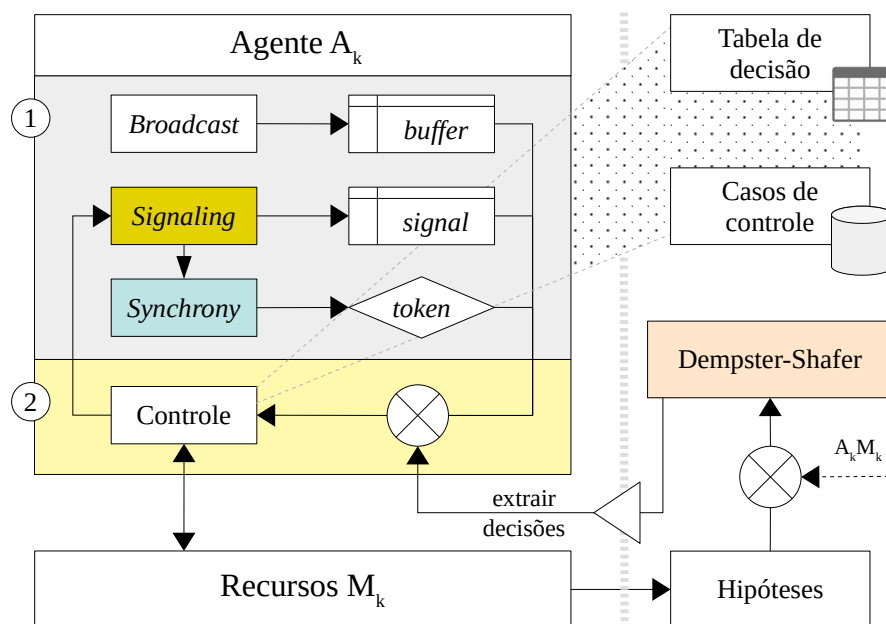 Agente Aₖ
Tabela de
decisão
1
Broadcast
buffer
Signaling
signal
Casos de
controle
Synchrony
token
Dempster-Shafer
2
Controle
AₖMₖ
extrair
decisões
Recursos Mₖ
Hipóteses